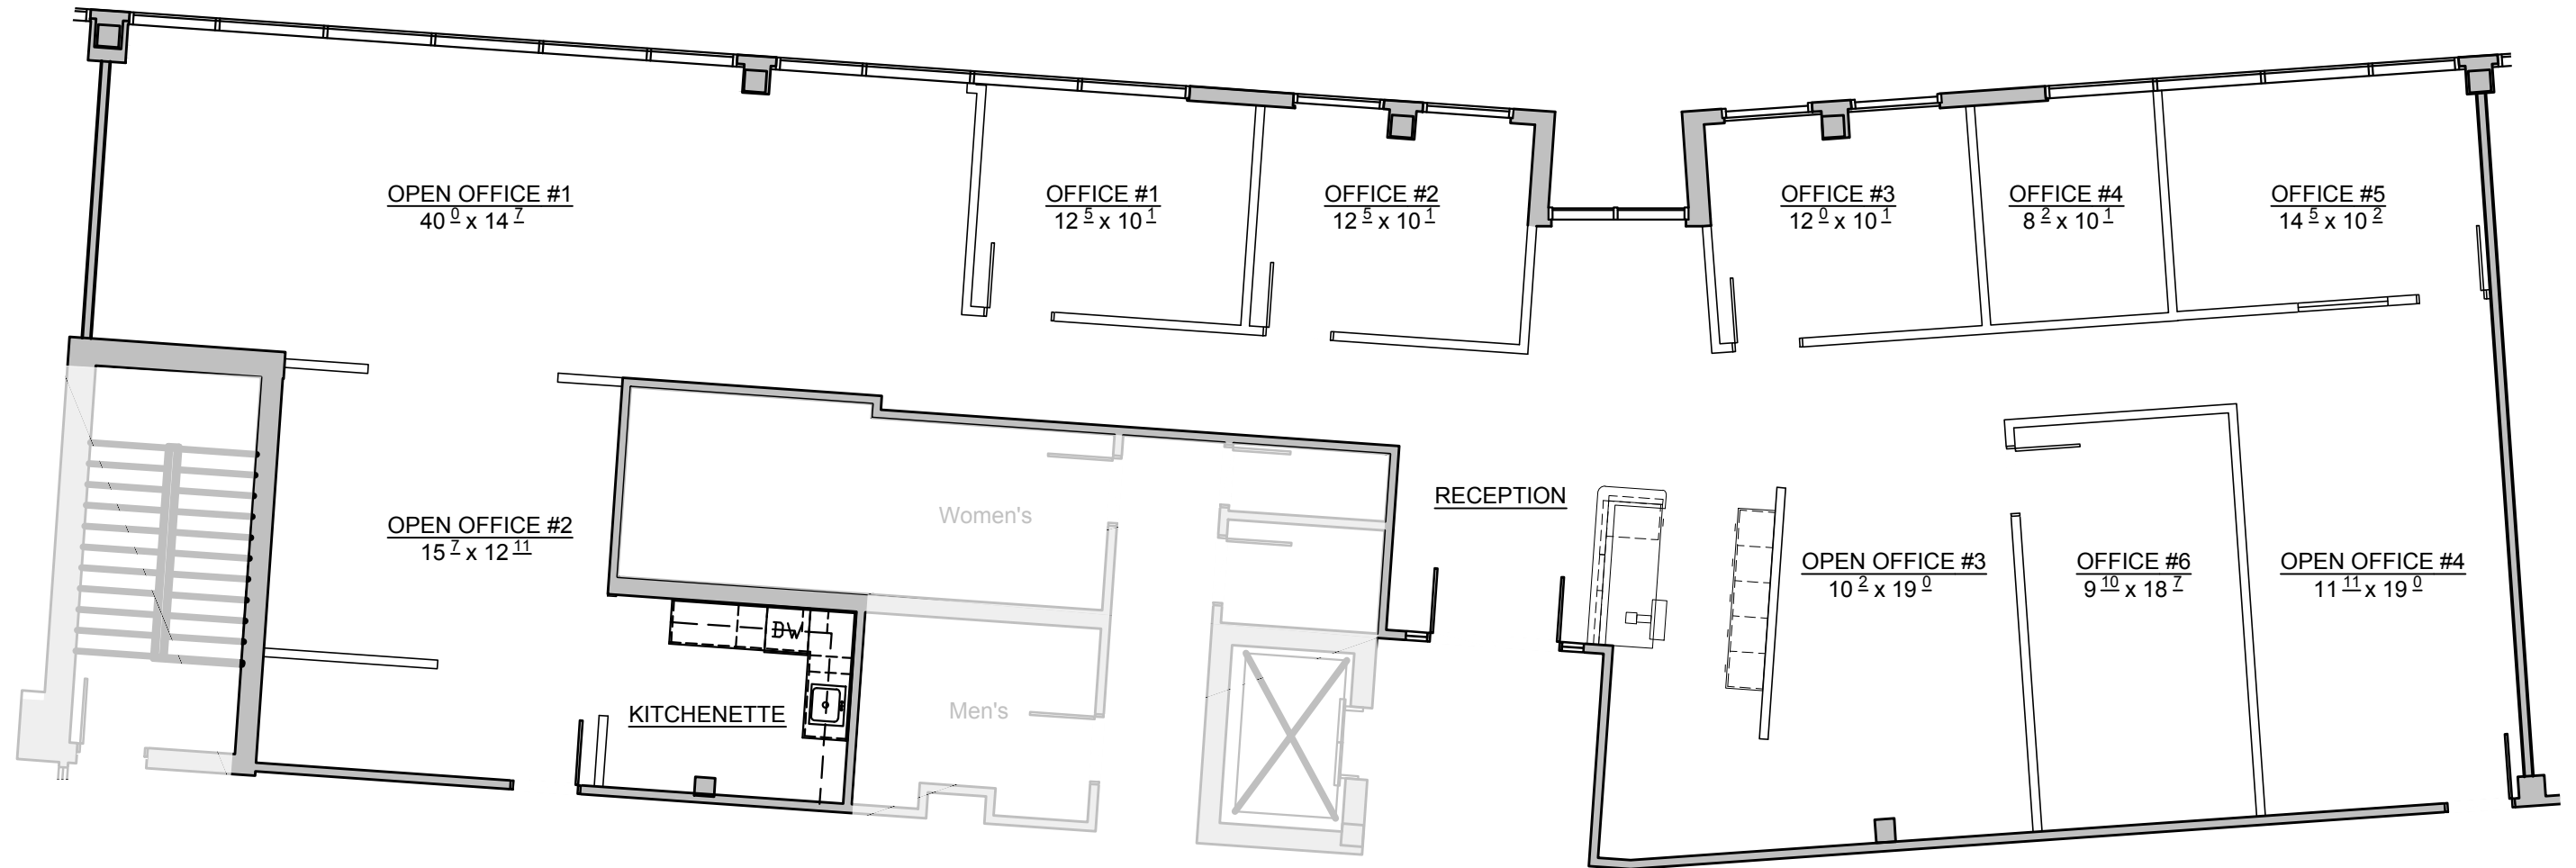 OPEN OFFICE #1
40 0 x 14 7
OFFICE #1
12 5 x 10 1
OFFICE #2
12 5 x 10 1
OFFICE #3
12 0 x 10 1
OFFICE #4
8 2 x 10 1
OFFICE #5
14 5 x 10 2
OPEN OFFICE #2
15 7 x 12 11
Women's
RECEPTION
OPEN OFFICE #3
10 2 x 19 0
OFFICE #6
9 10 x 18 7
OPEN OFFICE #4
11 11 x 19 0
DW
KITCHENETTE
Men's